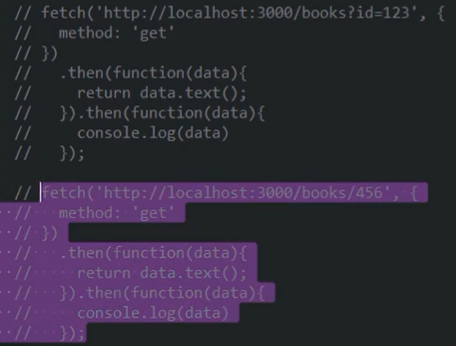 // fetch('http://localhost:3000/books?id=123', {
//   method: 'get'
// })
//   .then(function(data){
//     return data.text();
//   }).then(function(data){
//     console.log(data)
//   });

// fetch('http://localhost:3000/books/456', {
//   method: 'get'
// })
//   .then(function(data){
//     return data.text();
//   }).then(function(data){
//     console.log(data)
//   });